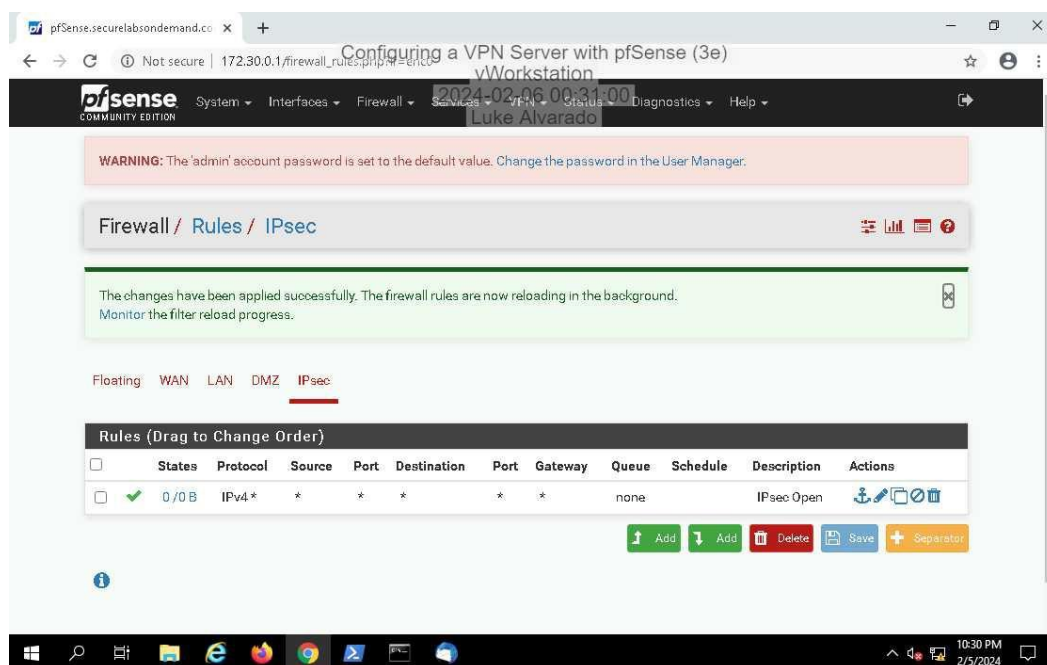 pfSense.securelabsondemand.co
Configuring a VPN Server with pfSense (3e)
Not secure | 172.30.0.1/firewall_rules.php?if=enc0
vWorkstation
2024-02-06 00:31:00
Luke Alvarado
pfsense
COMMUNITY EDITION
System Interfaces Firewall Services VPN Status Diagnostics Help
WARNING: The 'admin' account password is set to the default value. Change the password in the User Manager.
Firewall / Rules / IPsec
The changes have been applied successfully. The firewall rules are now reloading in the background.
Monitor the filter reload progress.
Floating WAN LAN DMZ IPsec
Rules (Drag to Change Order)
States Protocol Source Port Destination Port Gateway Queue Schedule Description Actions
0 /0 B IPv4 * * * * * * none IPsec Open
Add Add Delete Save Separator
10:30 PM
2/5/2024